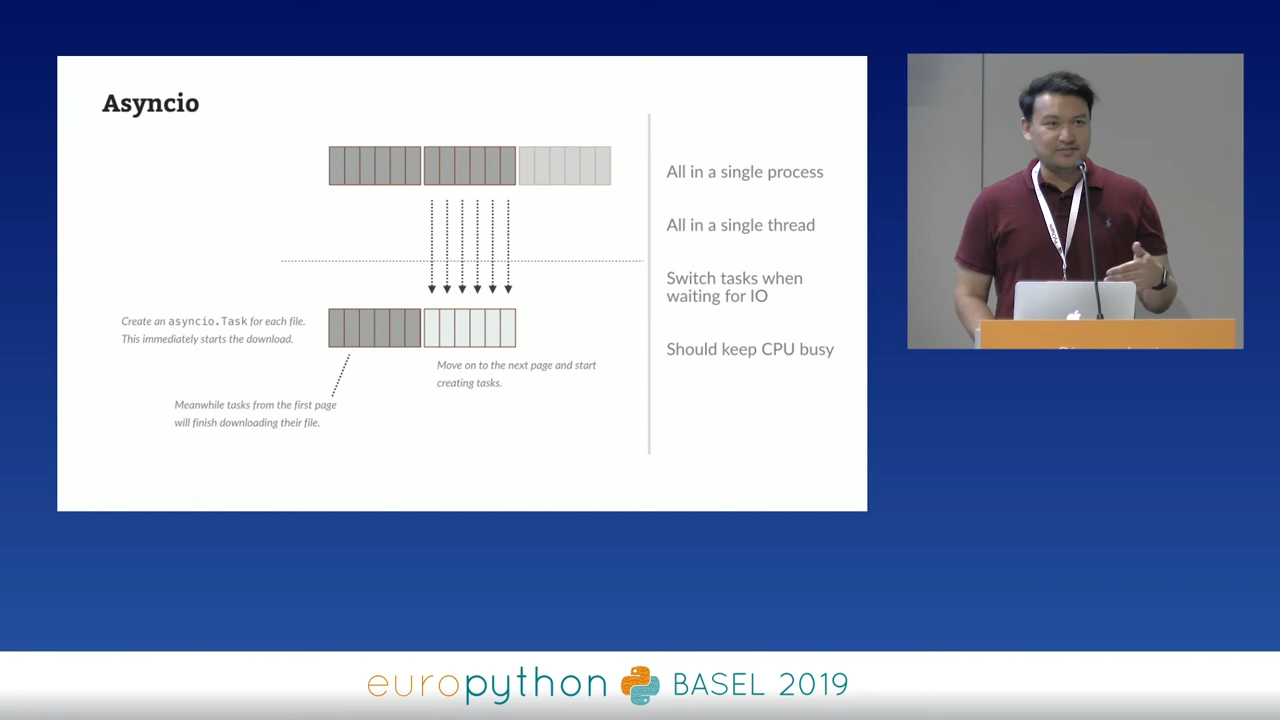 Asyncio
All in a single process
All in a single thread
Switch tasks when
waiting for IO
Should keep CPU busy
Create an asyncio.Task for each file.
This immediately starts the download.
Move on to the next page and start
creating tasks.
Meanwhile tasks from the first page
will finish downloading their file.
europython BASEL 2019